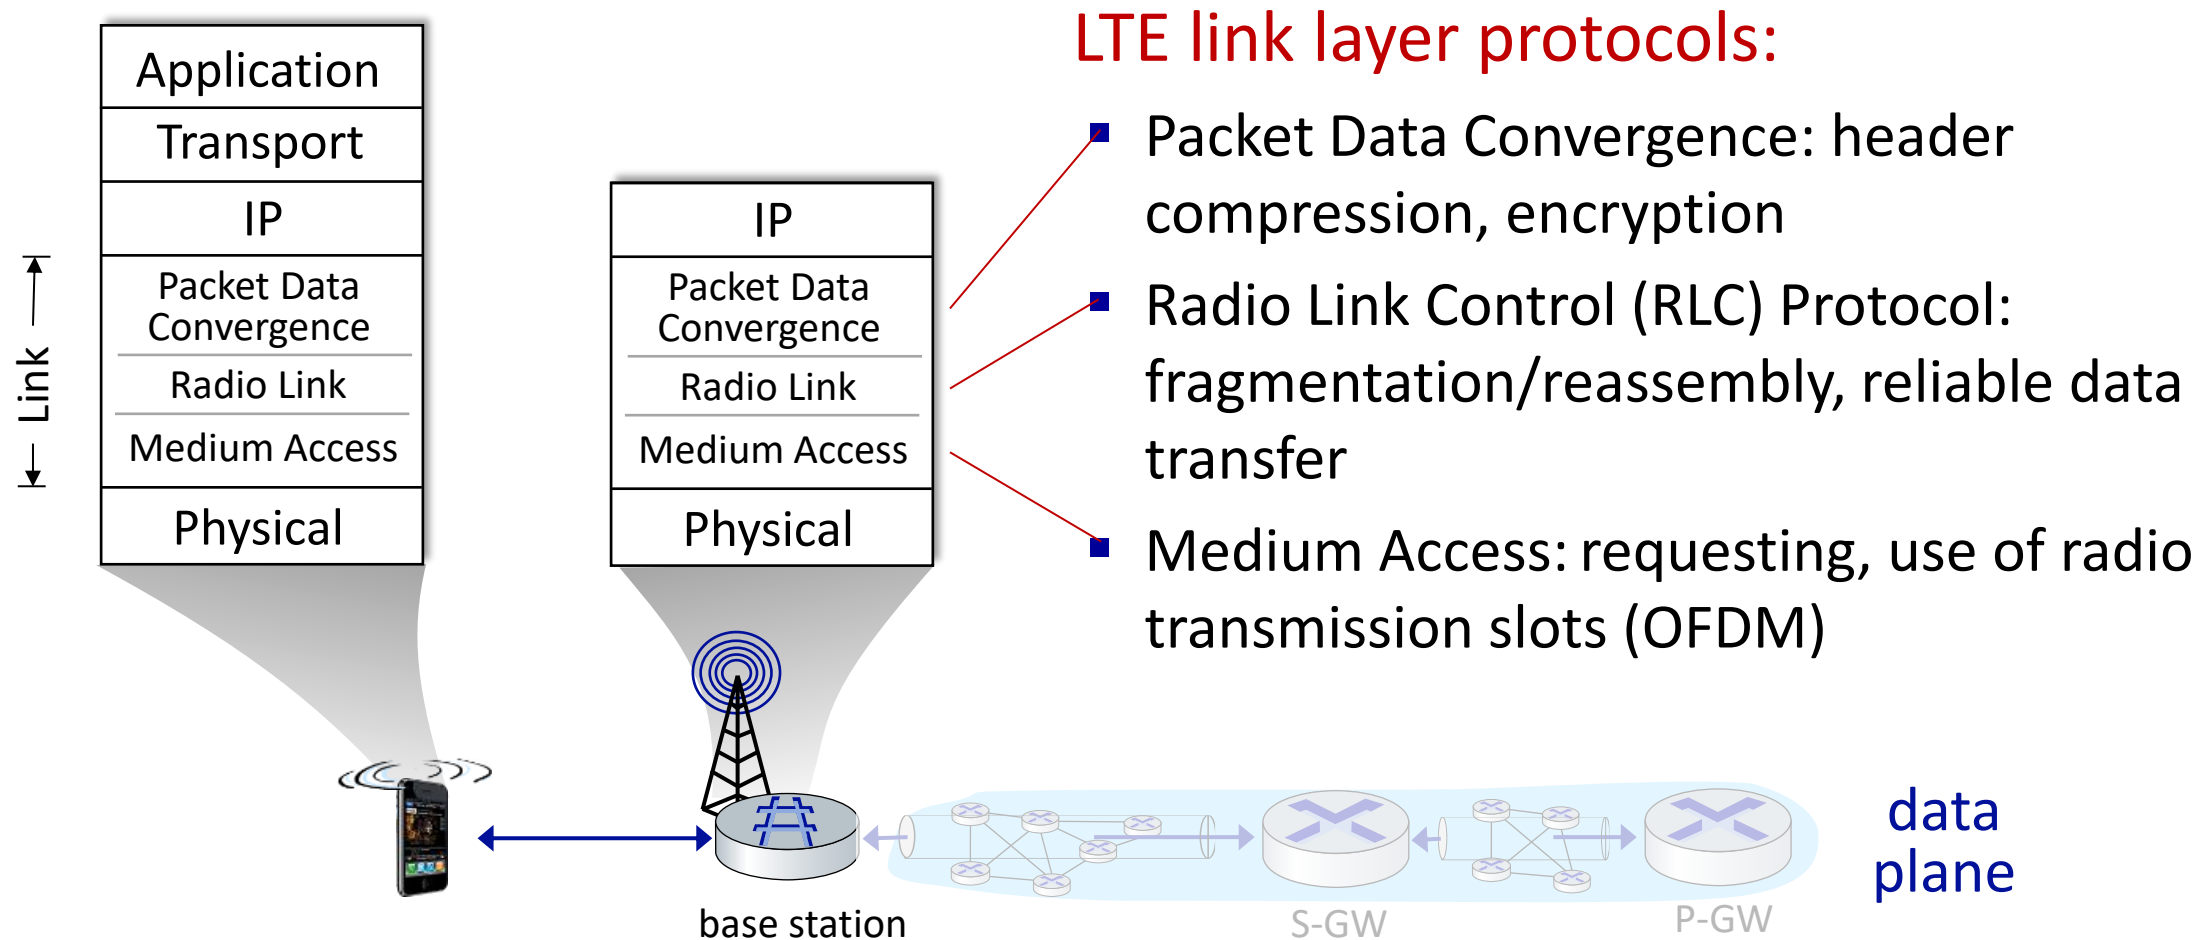 Application
Transport
IP
Packet Data
Convergence
Radio Link
Medium Access
Physical
Link
IP
Packet Data
Convergence
Radio Link
Medium Access
Physical
LTE link layer protocols:
Packet Data Convergence: header
compression, encryption
Radio Link Control (RLC) Protocol:
fragmentation/reassembly, reliable data
transfer
Medium Access: requesting, use of radio
transmission slots (OFDM)
base station
S-GW
P-GW
data
plane